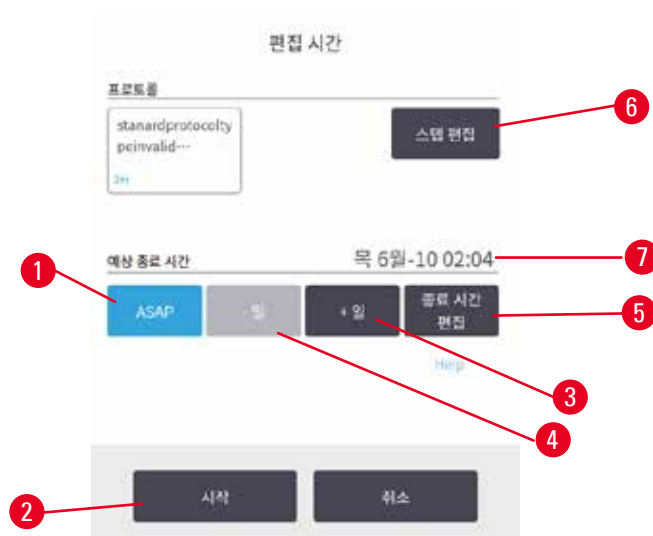 편집 시간
프로토콜
6
stanardprotocolty
peinvalid···
스텝 편집
2m
예상 종료 시간
목 6월-10 02:04
7
1
ASAP
- 일
+ 일
종료 시간
편집
5
Help
3
4
시작
취소
2